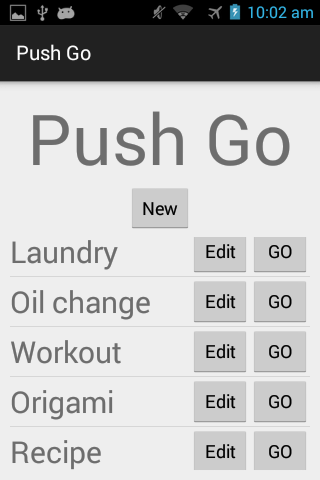 10:02 am
Push Go
Push Go
New
Laundry Edit GO
Oil change Edit GO
Workout Edit GO
Origami Edit GO
Recipe Edit GO